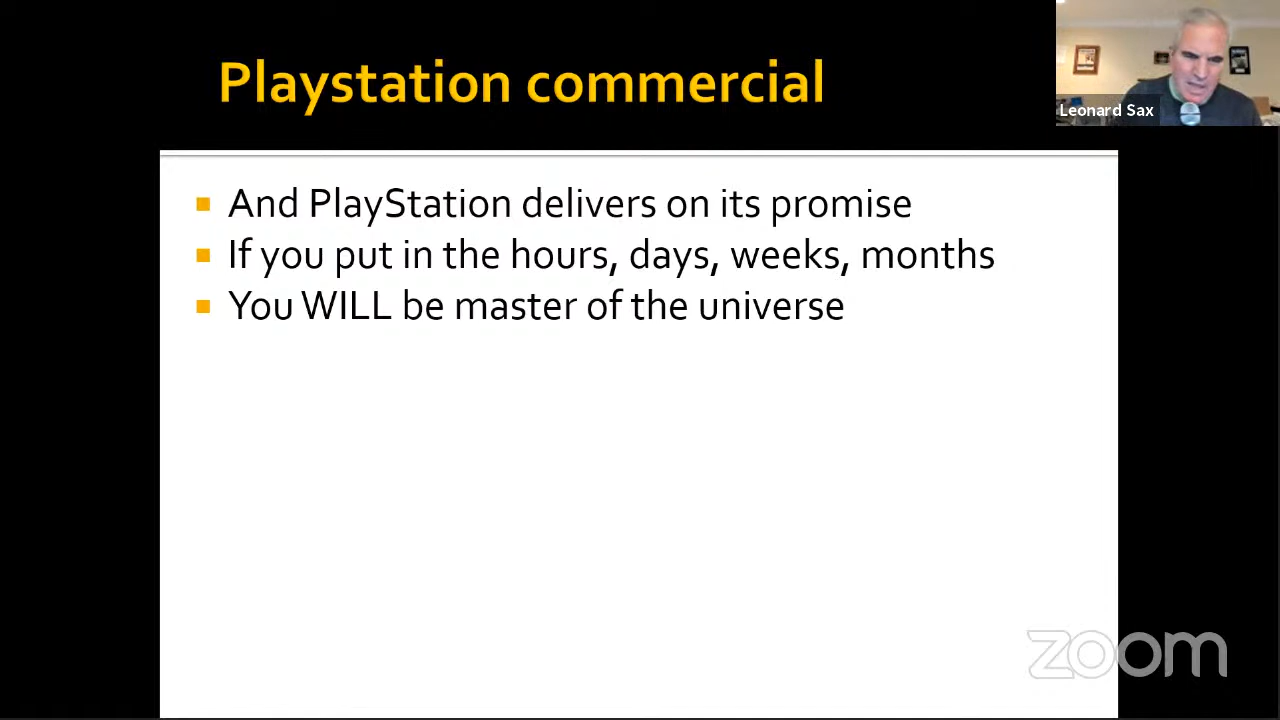 Playstation commercial
Leonard Sax
And PlayStation delivers on its promise
If you put in the hours, days, weeks, months
You WILL be master of the universe
zoom